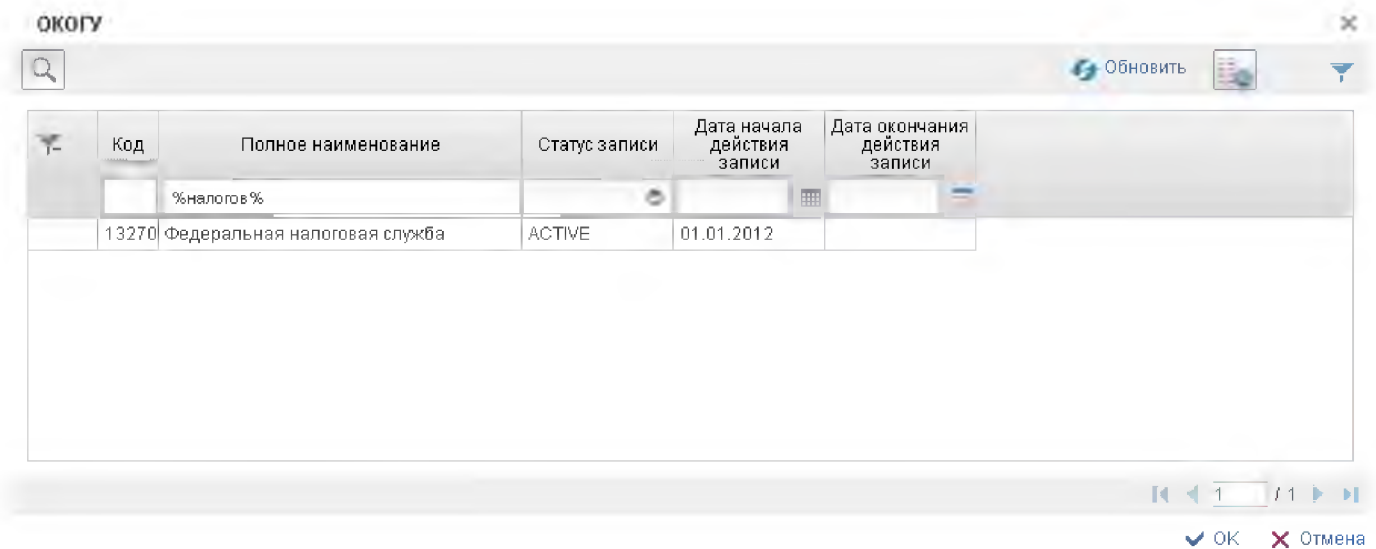 ОКОГУ
Обновить
Код Полное наименование Статус записи Дата начала действия записи Дата окончания действия записи
%налогов%
13270 Федеральная налоговая служба ACTIVE 01.01.2012
1 / 1
ОК Отмена